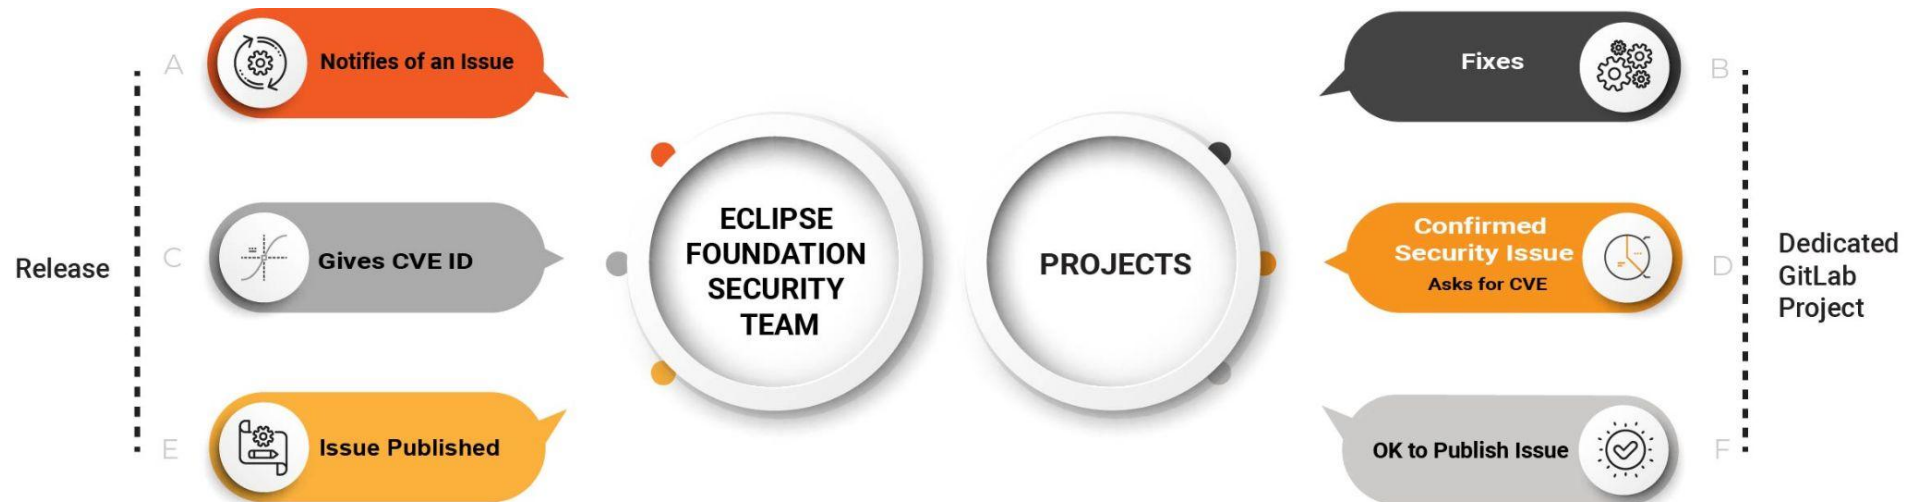 A
Notifies of an Issue
Fixes
B
Release
C
Gives CVE ID
ECLIPSE
FOUNDATION
SECURITY
TEAM
PROJECTS
Confirmed
Security Issue
Asks for CVE
D
Dedicated
GitLab
Project
E
Issue Published
OK to Publish Issue
F